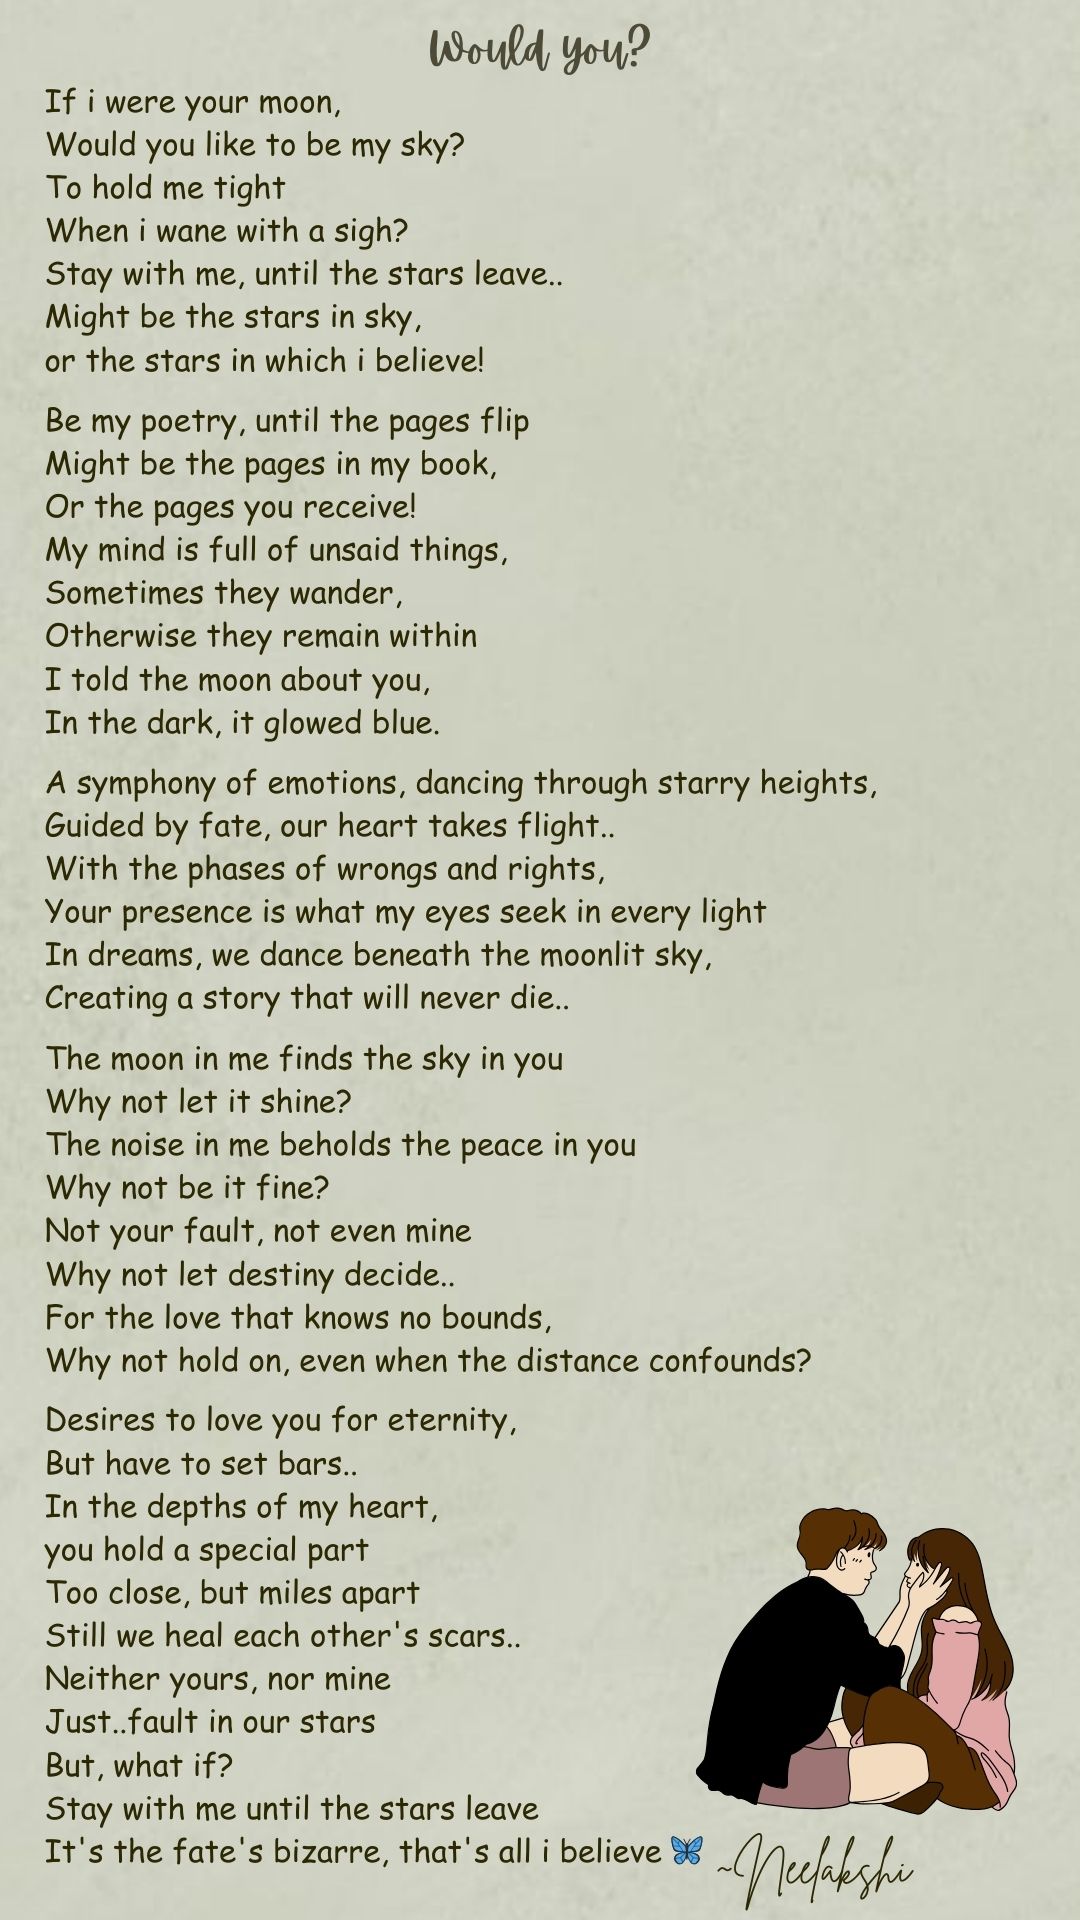 Would you?
If i were your moon,
Would you like to be my sky?
To hold me tight
When i wane with a sigh?
Stay with me, until the stars leave..
Might be the stars in sky,
or the stars in which i believe!
Be my poetry, until the pages flip
Might be the pages in my book,
Or the pages you receive!
My mind is full of unsaid things,
Sometimes they wander,
Otherwise they remain within
I told the moon about you,
In the dark, it glowed blue.
A symphony of emotions, dancing through starry heights,
Guided by fate, our heart takes flight..
With the phases of wrongs and rights,
Your presence is what my eyes seek in every light
In dreams, we dance beneath the moonlit sky,
Creating a story that will never die..
The moon in me finds the sky in you
Why not let it shine?
The noise in me beholds the peace in you
Why not be it fine?
Not your fault, not even mine
Why not let destiny decide..
For the love that knows no bounds,
Why not hold on, even when the distance confounds?
Desires to love you for eternity,
But have to set bars..
In the depths of my heart,
you hold a special part
Too close, but miles apart
Still we heal each other's scars..
Neither yours, nor mine
Just..fault in our stars
But, what if?
Stay with me until the stars leave
It's the fate's bizarre, that's all i believe 🦋
~Neelakshi